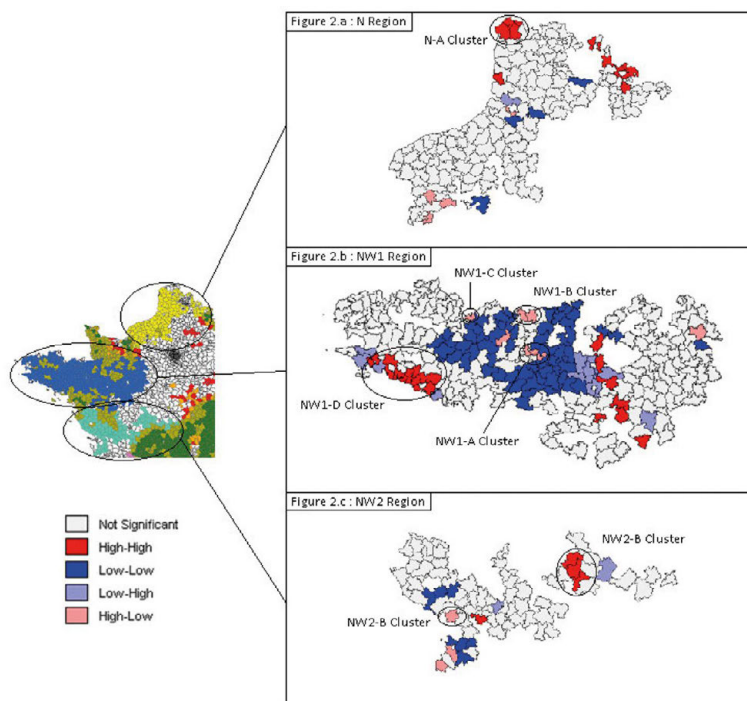 Figure 2.a : N Region
N-A Cluster
Figure 2.b : NW1 Region
NW1-C Cluster
NW1-B Cluster
NW1-D Cluster
NW1-A Cluster
Figure 2.c : NW2 Region
NW2-B Cluster
NW2-B Cluster
Not Significant
High-High
Low-Low
Low-High
High-Low